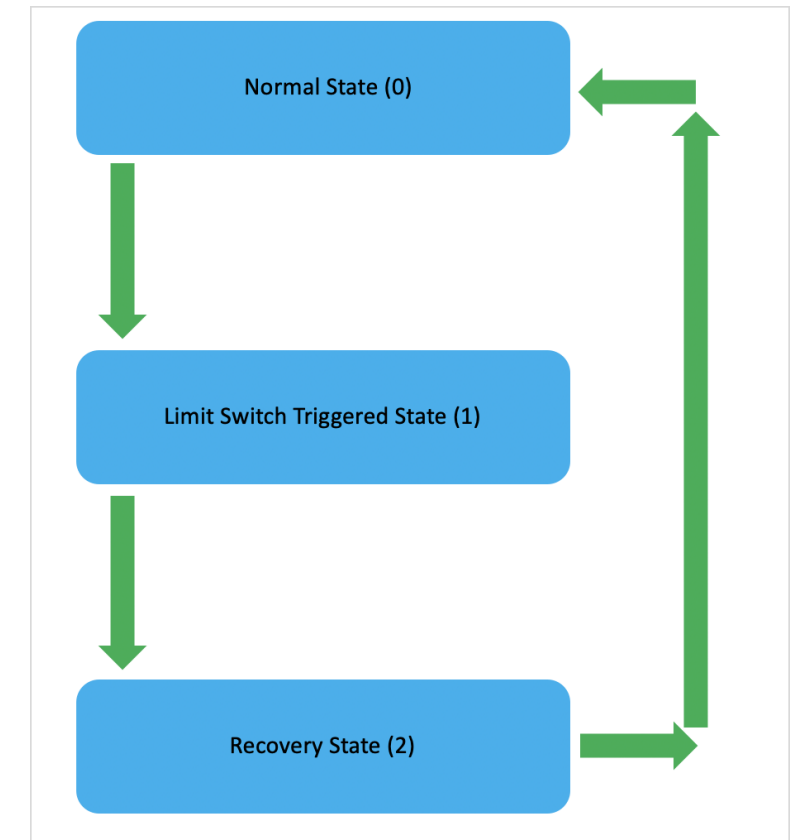 Normal State (0)
Limit Switch Triggered State (1)
Recovery State (2)